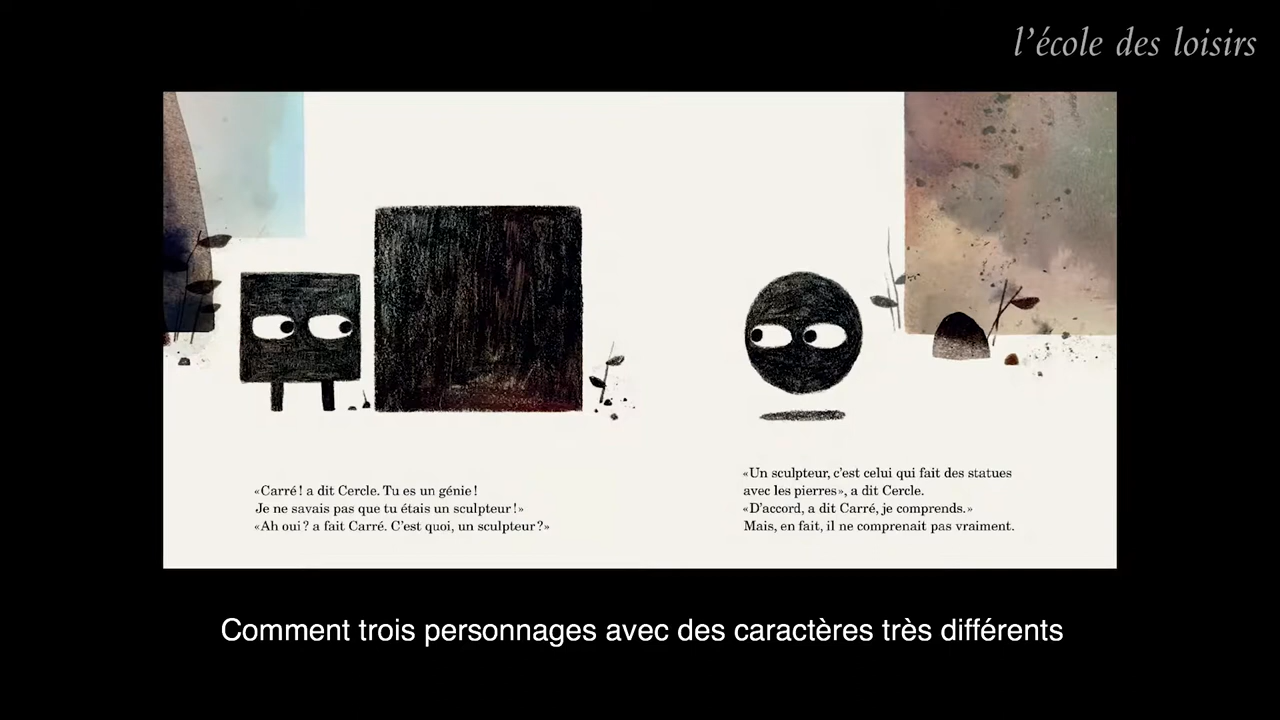 l'école des loisirs
«Carré! a dit Cercle. Tu es un génie!
Je ne savais pas que tu étais un sculpteur!»
«Ah oui? a fait Carré. C'est quoi, un sculpteur?»
«Un sculpteur, c'est celui qui fait des statues
avec les pierres», a dit Cercle.
«D'accord, a dit Carré, je comprends.»
Mais, en fait, il ne comprenait pas vraiment.
Comment trois personnages avec des caractères très différents